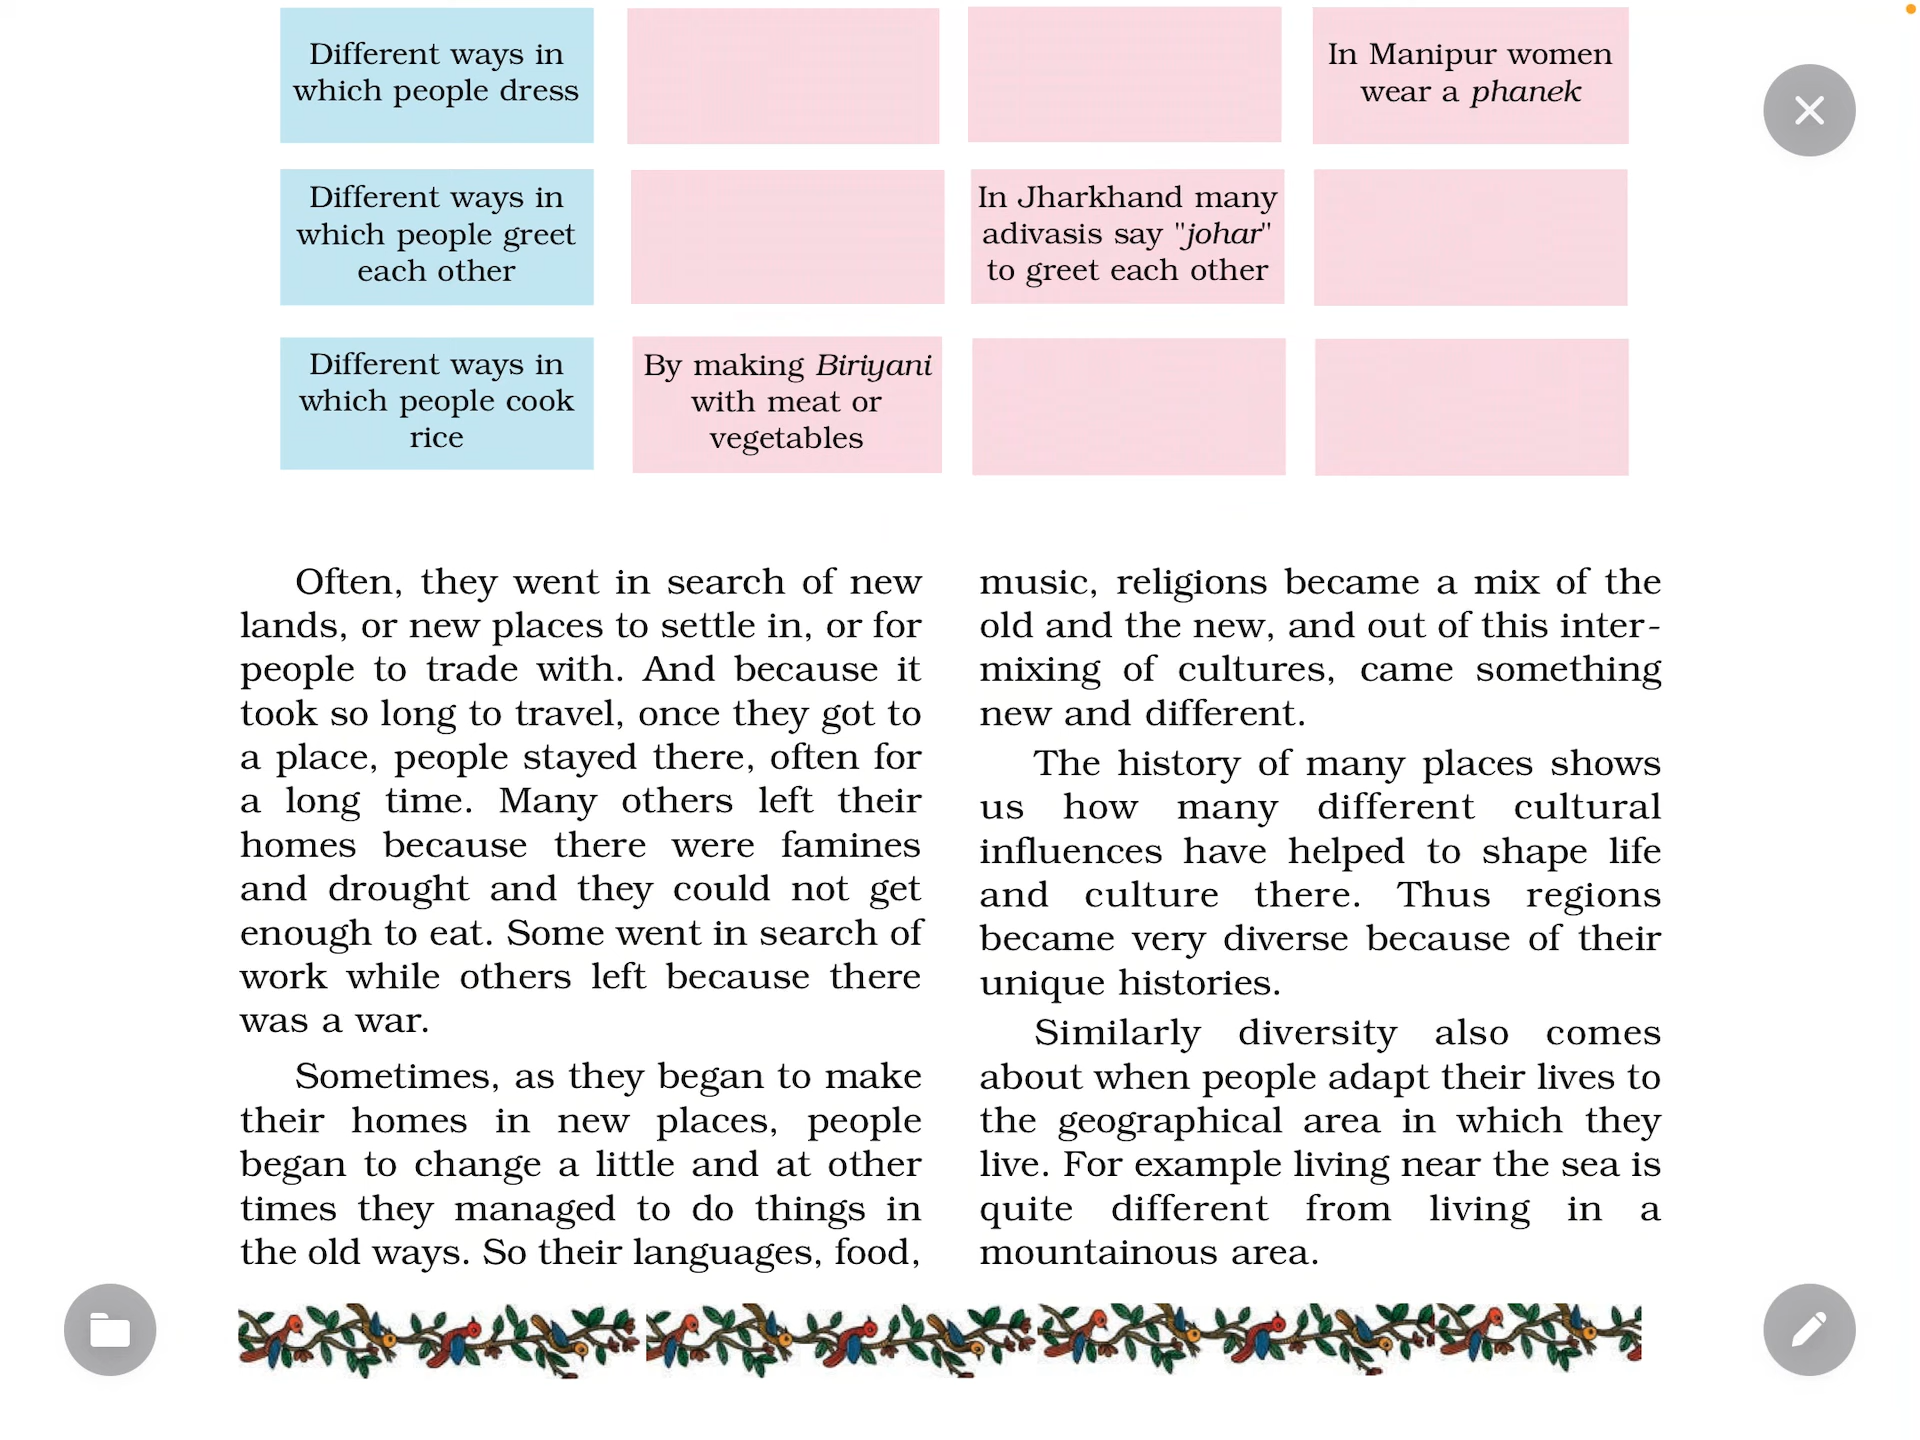 Different ways in
which people dress
In Manipur women
wear a phanek
Different ways in
which people greet
each other
In Jharkhand many
adivasis say "johar"
to greet each other
Different ways in
which people cook
rice
By making Biriyani
with meat or
vegetables
Often, they went in search of new
lands, or new places to settle in, or for
people to trade with. And because it
took so long to travel, once they got to
a place, people stayed there, often for
a long time. Many others left their
homes because there were famines
and drought and they could not get
enough to eat. Some went in search of
work while others left because there
was a war.
Sometimes, as they began to make
their homes in new places, people
began to change a little and at other
times they managed to do things in
the old ways. So their languages, food,
music, religions became a mix of the
old and the new, and out of this inter-
mixing of cultures, came something
new and different.
The history of many places shows
us how many different cultural
influences have helped to shape life
and culture there. Thus regions
became very diverse because of their
unique histories.
Similarly diversity also comes
about when people adapt their lives to
the geographical area in which they
live. For example living near the sea is
quite different from living in a
mountainous area.